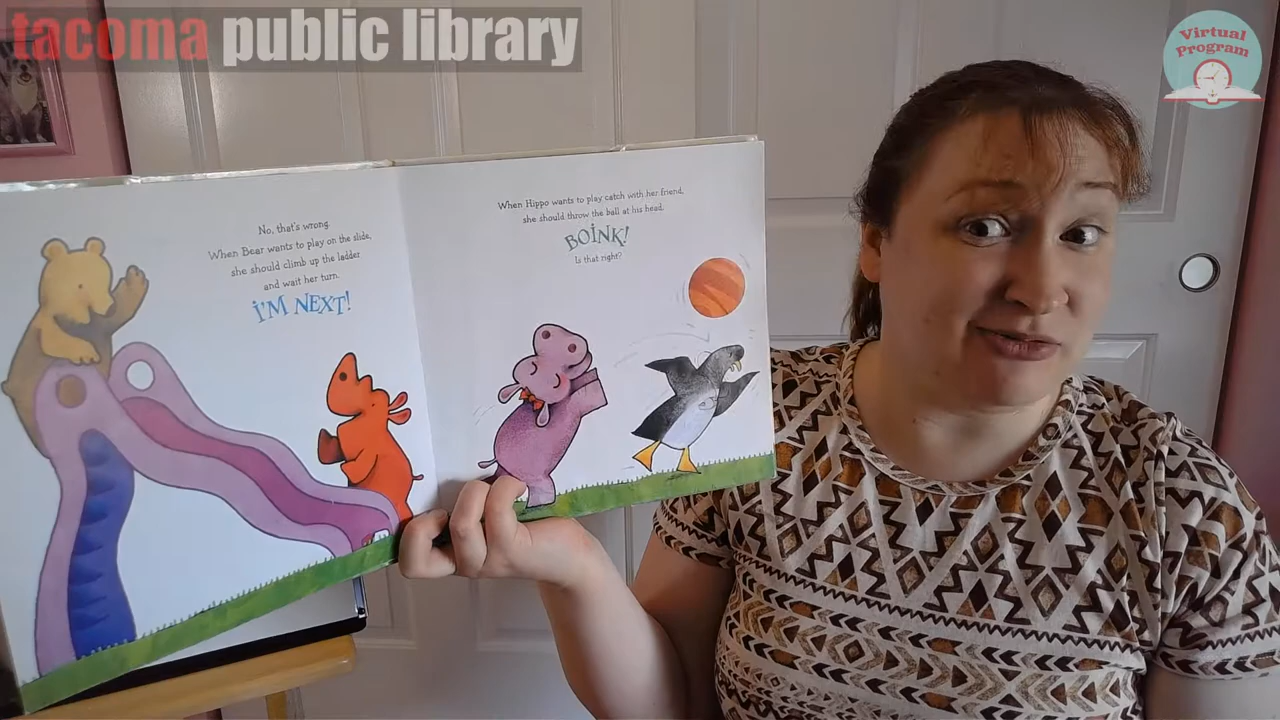 tacoma public library
Virtual
Program
No, that's wrong.
When Bear wants to play on the slide,
she should climb up the ladder
and wait her turn.
I'M NEXT!
When Hippo wants to play catch with her friend,
she should throw the ball at his head.
BOINK!
Is that right?